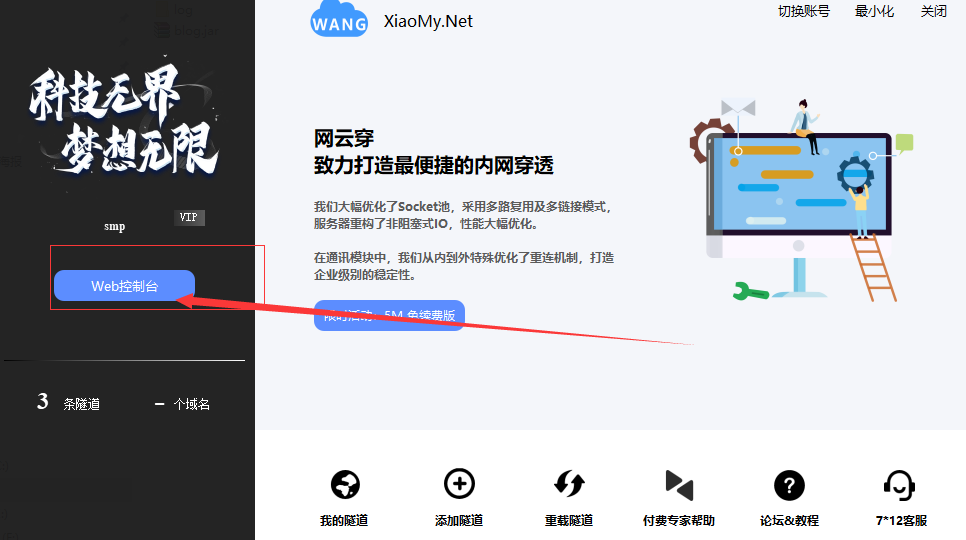 科技无界
梦想无限
smp
VIP
Web控制台
3 条隧道
- 个域名
WANG
XiaoMy.Net
切换账号 最小化 关闭
网云穿
致力打造最便捷的内网穿透
我们大幅优化了Socket池，采用多路复用及多链接模式，
服务器重构了非阻塞式IO，性能大幅优化。
在通讯模块中，我们从内到外特殊优化了重连机制，打造
企业级别的稳定性。
限时活动：5M 免续费版
我的隧道 添加隧道 重载隧道 付费专家帮助 论坛&教程 7*12客服